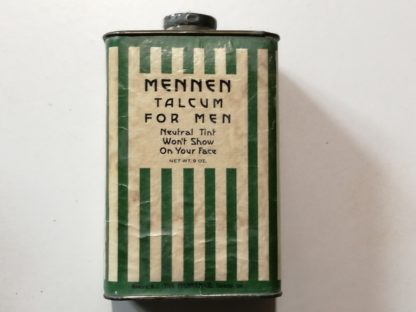 MENNEN
TALCUM
FOR MEN
Neutral Tint
Won't Show
On Your Face
NET WT. 9 OZ.